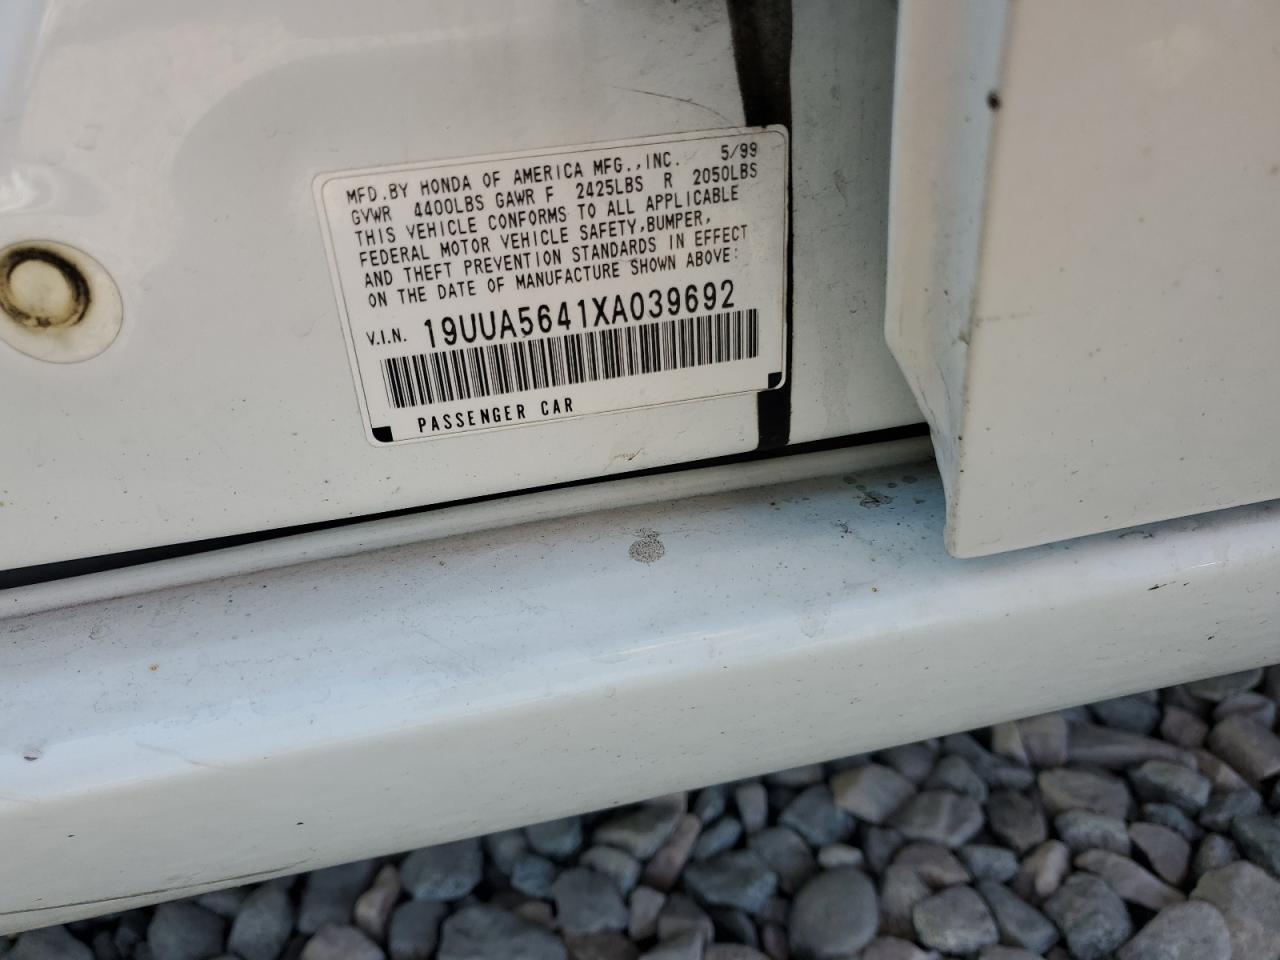 MFD.BY HONDA OF AMERICA MFG.,INC. 5/99
GVWR 4400LBS GAWR F 2425LBS R 2050LBS
THIS VEHICLE CONFORMS TO ALL APPLICABLE
FEDERAL MOTOR VEHICLE SAFETY,BUMPER,
AND THEFT PREVENTION STANDARDS IN EFFECT
ON THE DATE OF MANUFACTURE SHOWN ABOVE:
V.I.N. 19UUA5641XA039692
PASSENGER CAR